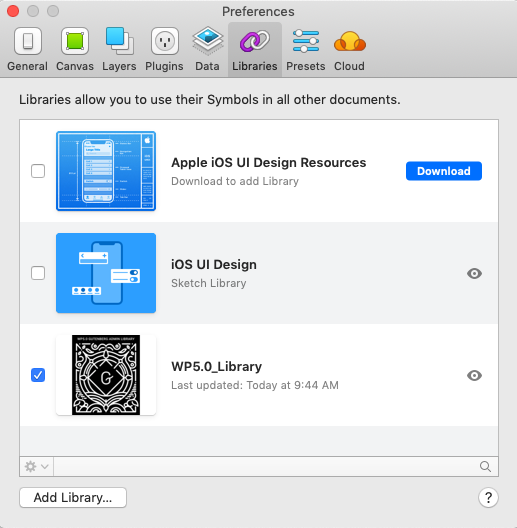 Preferences
General
Canvas
Layers
Plugins
Data
Libraries
Presets
Cloud
Libraries allow you to use their Symbols in all other documents.
Apple iOS UI Design Resources
Download to add Library
Download
iOS UI Design
Sketch Library
WP5.0 GUTENBERG ADMIN LIBRARY
G
WP5.0_Library
Last updated: Today at 9:44 AM
Add Library...
?